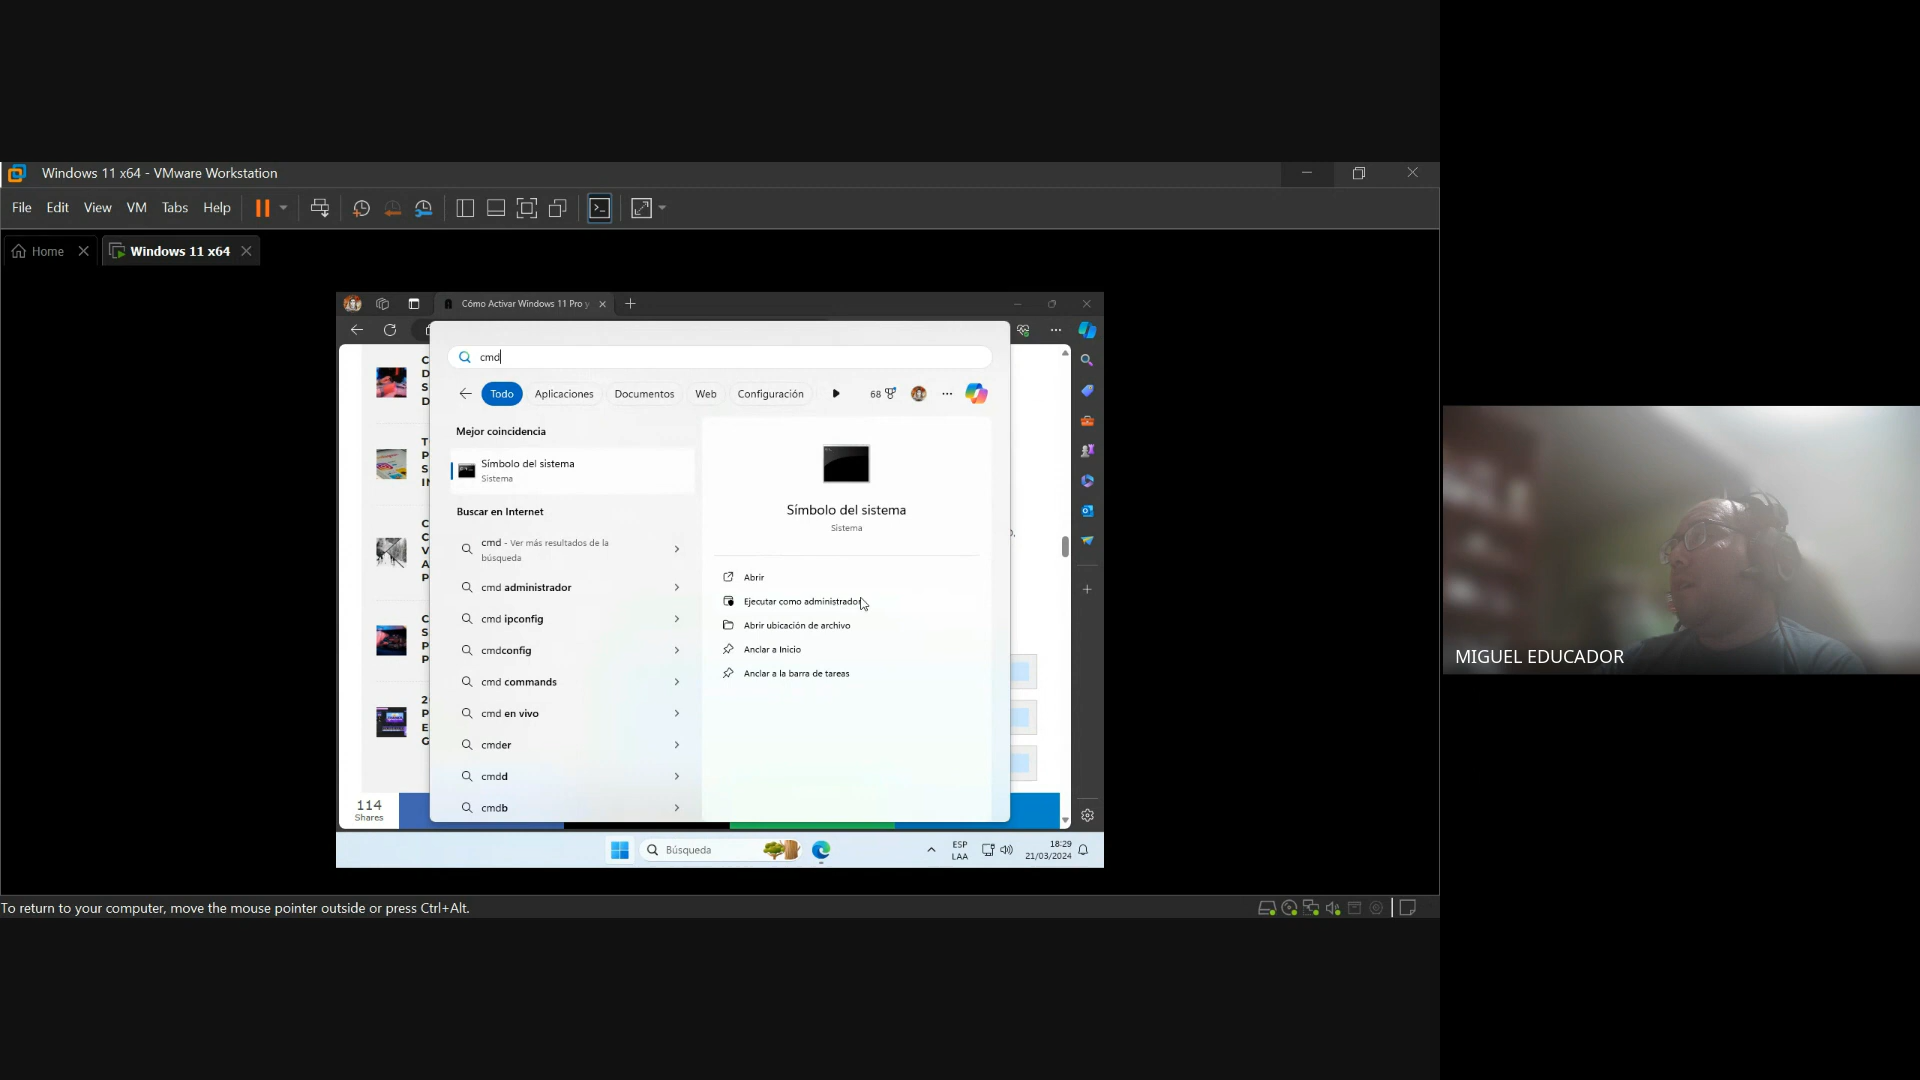 Windows 11 x64 - VMware Workstation
File Edit View VM Tabs Help
Home Windows 11 x64
Cómo Activar Windows 11 Pro y
cmd
Todo Aplicaciones Documentos Web Configuración 68
Mejor coincidencia
Símbolo del sistema
Sistema
Buscar en Internet
cmd - Ver más resultados de la
búsqueda
cmd administrador
cmd ipconfig
cmdconfig
cmd commands
cmd en vivo
cmder
cmdd
cmdb
Símbolo del sistema
Sistema
Abrir
Ejecutar como administrador
Abrir ubicación de archivo
Anclar a Inicio
Anclar a la barra de tareas
114
Shares
Búsqueda
ESP
LAA
18:29
21/03/2024
To return to your computer, move the mouse pointer outside or press Ctrl+Alt.
MIGUEL EDUCADOR